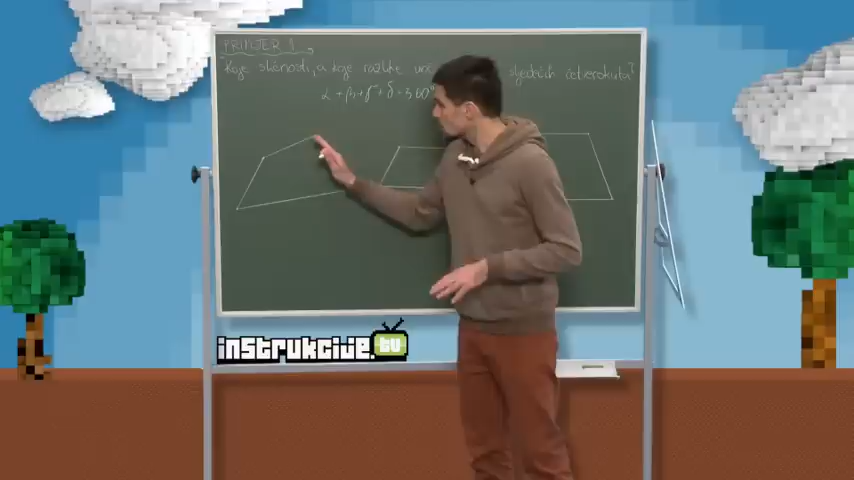 PRIMJER 1
Koje sličnosti, a koje razlike uoč sljedećih četverokuta?
α + β + γ + δ = 360°
instrukcije.tv